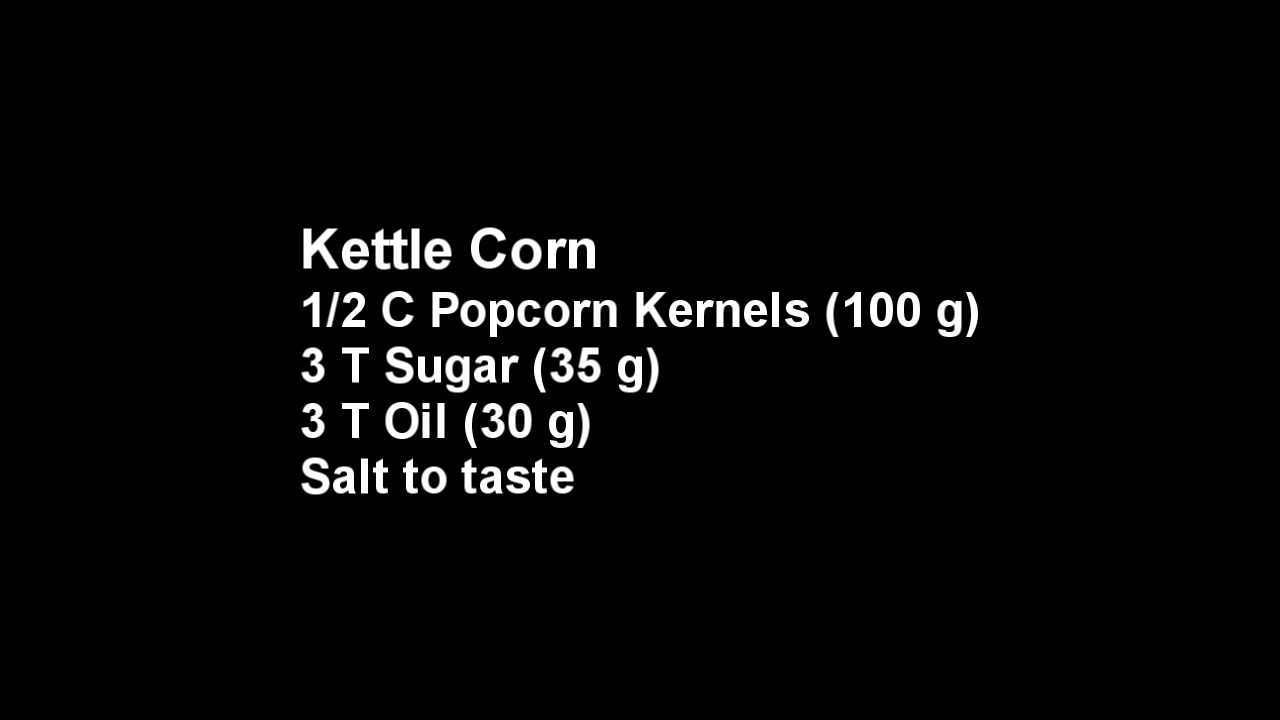 Kettle Corn
1/2 C Popcorn Kernels (100 g)
3 T Sugar (35 g)
3 T Oil (30 g)
Salt to taste